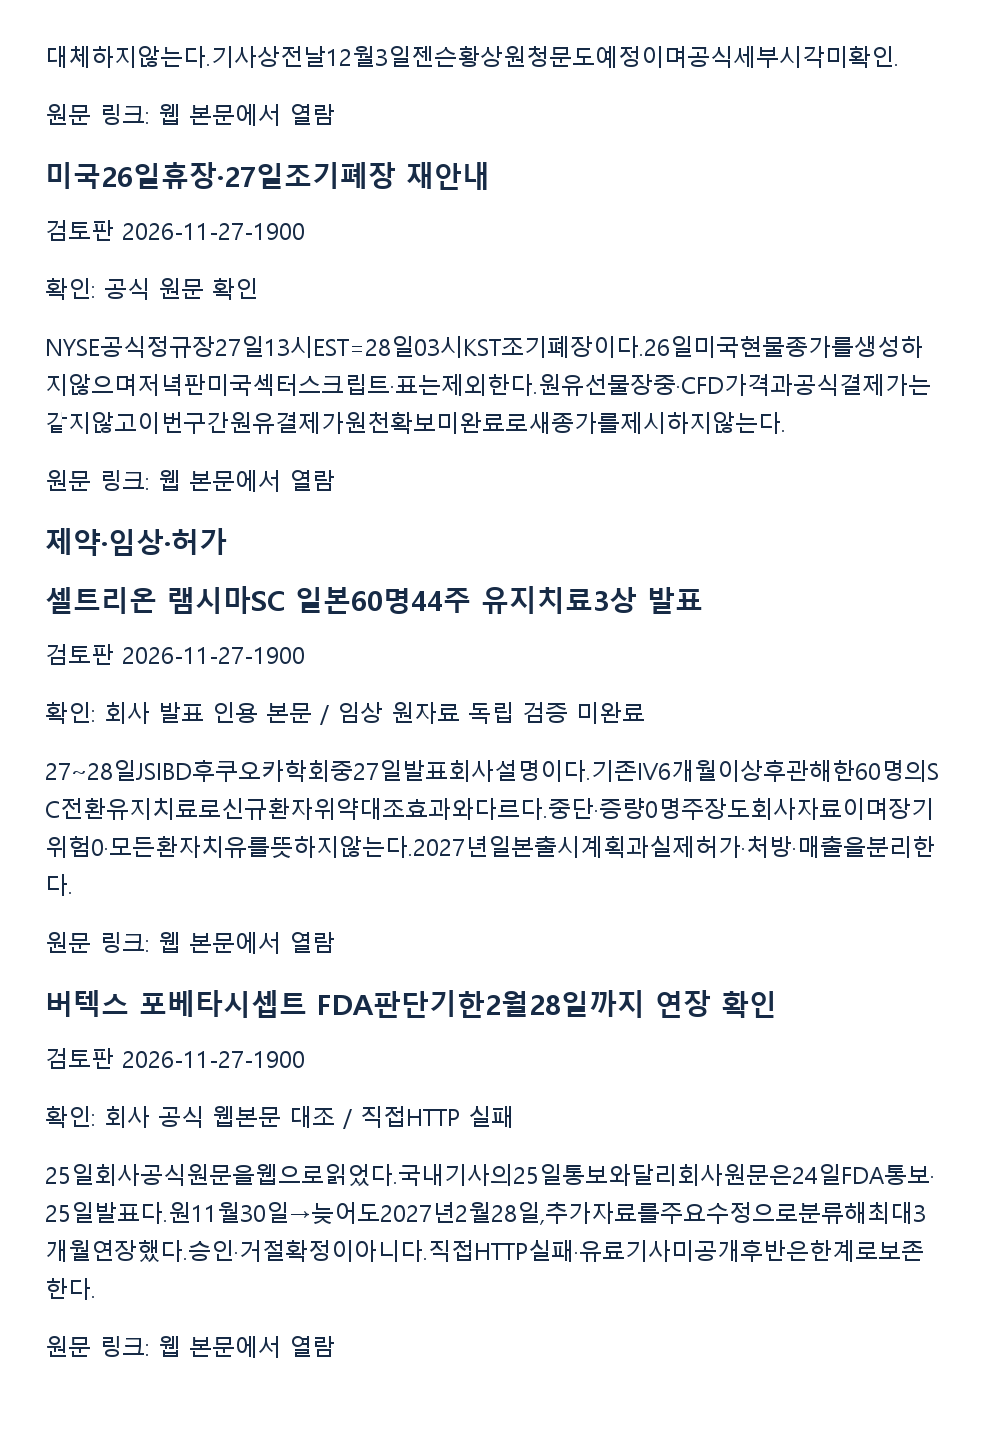 대체하지않는다.기사상전날12월3일젠슨황상원청문도예정이며공식세부시각미확인.
원문 링크: 웹 본문에서 열람
미국26일휴장·27일조기폐장 재안내
검토판 2026-11-27-1900
확인: 공식 원문 확인
NYSE공식정규장27일13시EST=28일03시KST조기폐장이다.26일미국현물종가를생성하
지않으며저녁판미국섹터스크립트·표는제외한다.원유선물장중·CFD가격과공식결제가는
같지않고이번구간원유결제가원천확보미완료로새종가를제시하지않는다.
원문 링크: 웹 본문에서 열람
제약·임상·허가
셀트리온 램시마SC 일본60명44주 유지치료3상 발표
검토판 2026-11-27-1900
확인: 회사 발표 인용 본문 / 임상 원자료 독립 검증 미완료
27~28일JSIBD후쿠오카학회중27일발표회사설명이다.기존IV6개월이상후관해한60명의S
C전환유지치료로신규환자위약대조효과와다르다.중단·증량0명주장도회사자료이며장기
위험0·모든환자치유를뜻하지않는다.2027년일본출시계획과실제허가·처방·매출을분리한
다.
원문 링크: 웹 본문에서 열람
버텍스 포베타시셉트 FDA판단기한2월28일까지 연장 확인
검토판 2026-11-27-1900
확인: 회사 공식 웹본문 대조 / 직접HTTP 실패
25일회사공식원문을웹으로읽었다.국내기사의25일통보와달리회사원문은24일FDA통보·
25일발표다.원11월30일→늦어도2027년2월28일,추가자료를주요수정으로분류해최대3
개월연장했다.승인·거절확정이아니다.직접HTTP실패·유료기사미공개후반은한계로보존
한다.
원문 링크: 웹 본문에서 열람